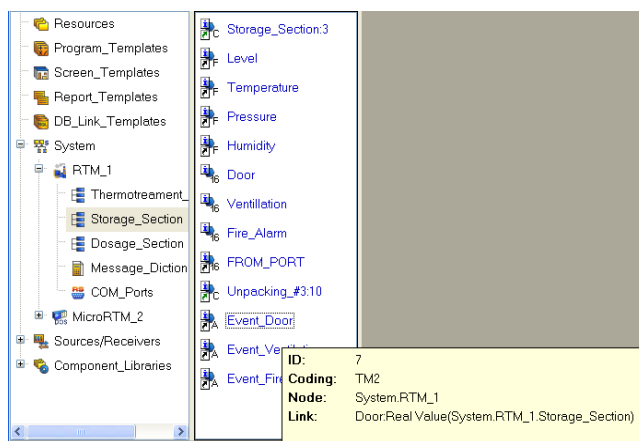 Resources
Program_Templates
Screen_Templates
Report_Templates
DB_Link_Templates
System
RTM_1
Thermotreament_
Storage_Section
Dosage_Section
Message_Diction
COM_Ports
MicroRTM_2
Sources/Receivers
Component_Libraries
Storage_Section:3
Level
Temperature
Pressure
Humidity
Door
Ventillation
Fire_Alarm
FROM_PORT
Unpacking_#3:10
Event_Door
Event_Ventilation
Event_Fire
ID: 7
Coding: TM2
Node: System.RTM_1
Link: Door:Real Value(System.RTM_1.Storage_Section)